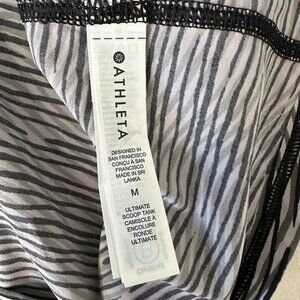 ATHLETA
DESIGNED IN
SAN FRANCISCO
CONÇU À SAN
FRANCISCO
MADE IN SRI
LANKA
M
ULTIMATE
SCOOP TANK
CAMISOLE À
ENCOLURE
RONDE
ULTIMATE